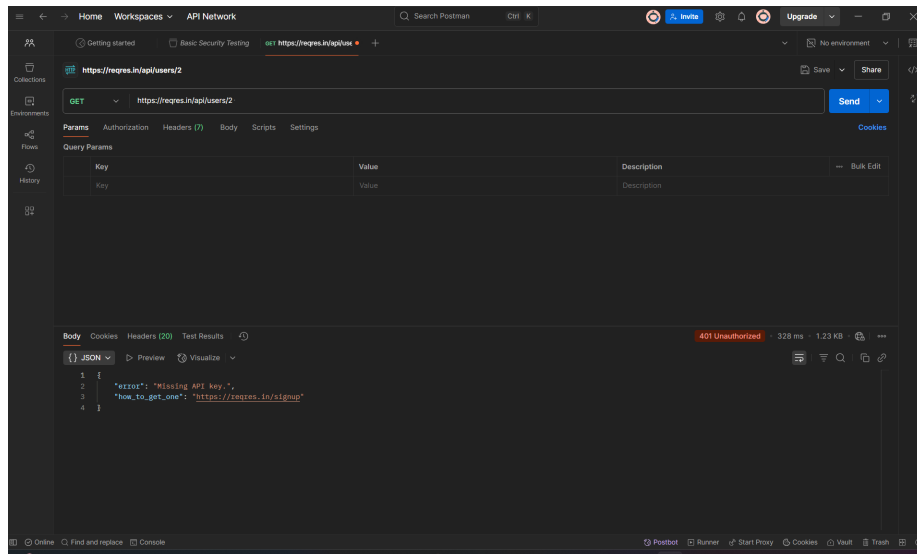 Home Workspaces API Network Search Postman Ctrl K Invite Upgrade
Getting started Basic Security Testing GET https://reqres.in/api/use No environment
Collections
https://reqres.in/api/users/2 Save Share
Environments
GET https://reqres.in/api/users/2 Send
Flows
Params Authorization Headers (7) Body Scripts Settings Cookies
History
Query Params
Key Value Description Bulk Edit
Key Value Description
Body Cookies Headers (20) Test Results 401 Unauthorized 328 ms 1.23 KB
{ } JSON Preview Visualize
1 {
2 "error": "Missing API key.",
3 "how_to_get_one": "https://reqres.in/signup"
4 }
Online Find and replace Console Postbot Runner Start Proxy Cookies Vault Trash